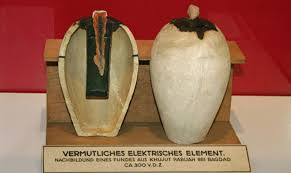 VERMUTLICHES ELEKTRISCHES ELEMENT.
NACHBILDUNG EINES FUNDES AUS KHUJUT RABUAH BEI BAGDAD.
CA 300 V.D.Z.